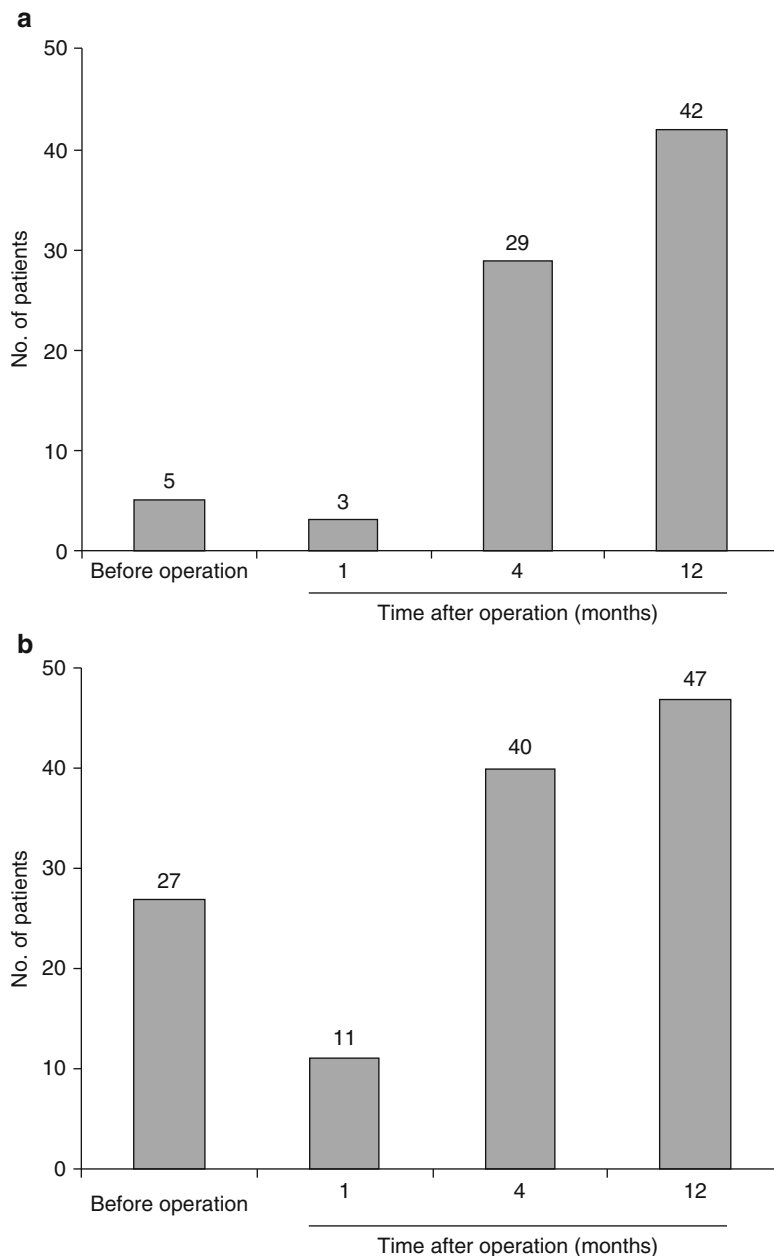 a
50
42
40
No. of patients
30
29
20
10
5
3
0
Before operation 1 4 12
Time after operation (months)
b
50
47
40
40
No. of patients
30
27
20
11
10
0
Before operation 1 4 12
Time after operation (months)